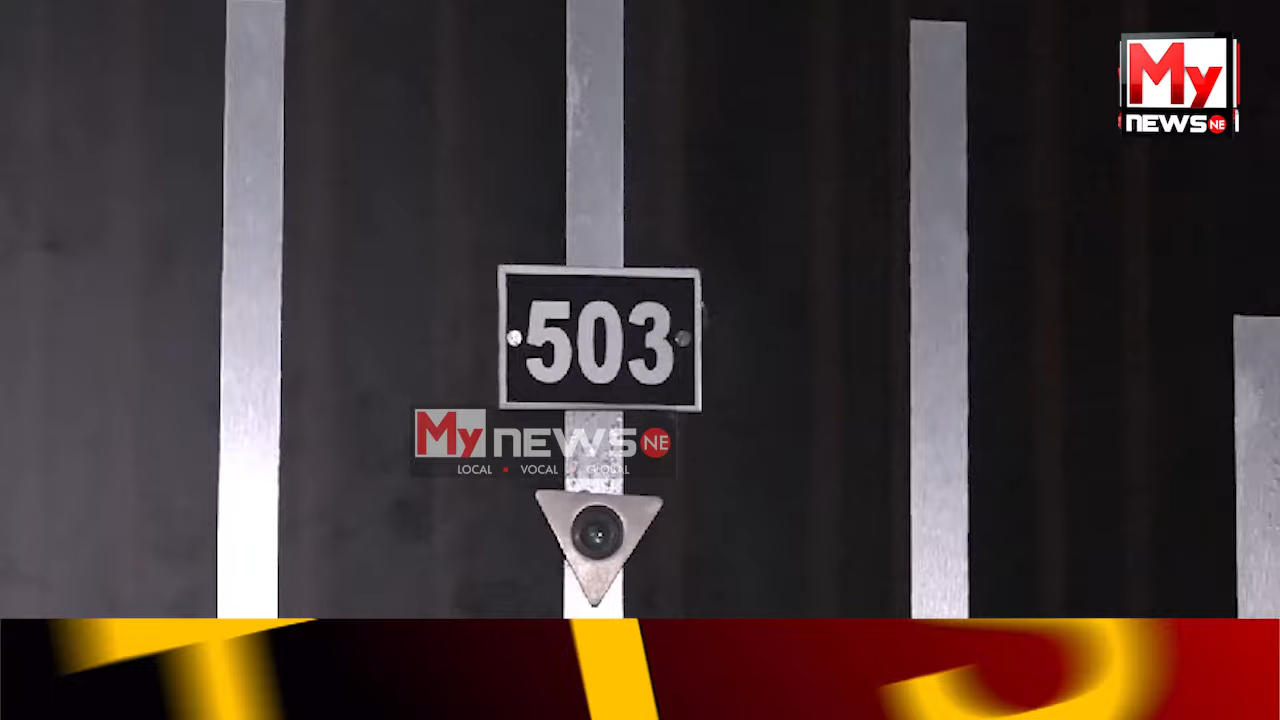 My
NEWS NE
503
My NEWS NE
LOCAL • VOCAL • GLOBAL